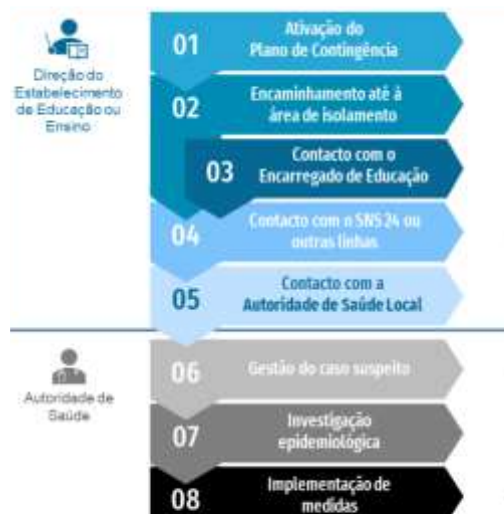 Direção do
Estabelecimento
de Educação ou
Ensino
01
Ativação do
Plano de Contingência
02
Encaminhamento até à
área de isolamento
03
Contacto com o
Encarregado de Educação
04
Contacto com o SNS 24 ou
outras linhas
05
Contacto com a
Autoridade de Saúde Local
Autoridade de
Saúde
06
Gestão do caso suspeito
07
Investigação
epidemiológica
08
Implementação de
medidas